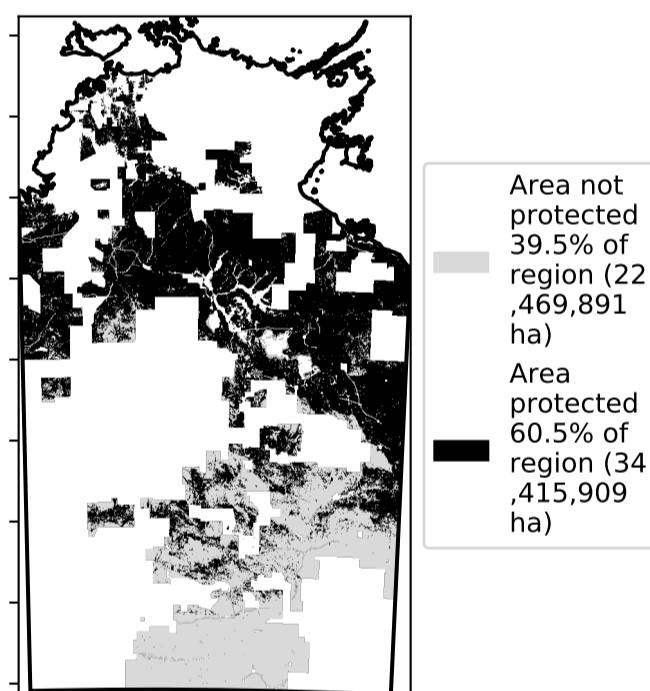 Area not
protected
39.5% of
region (22
,469,891
ha)
Area
protected
60.5% of
region (34
,415,909
ha)